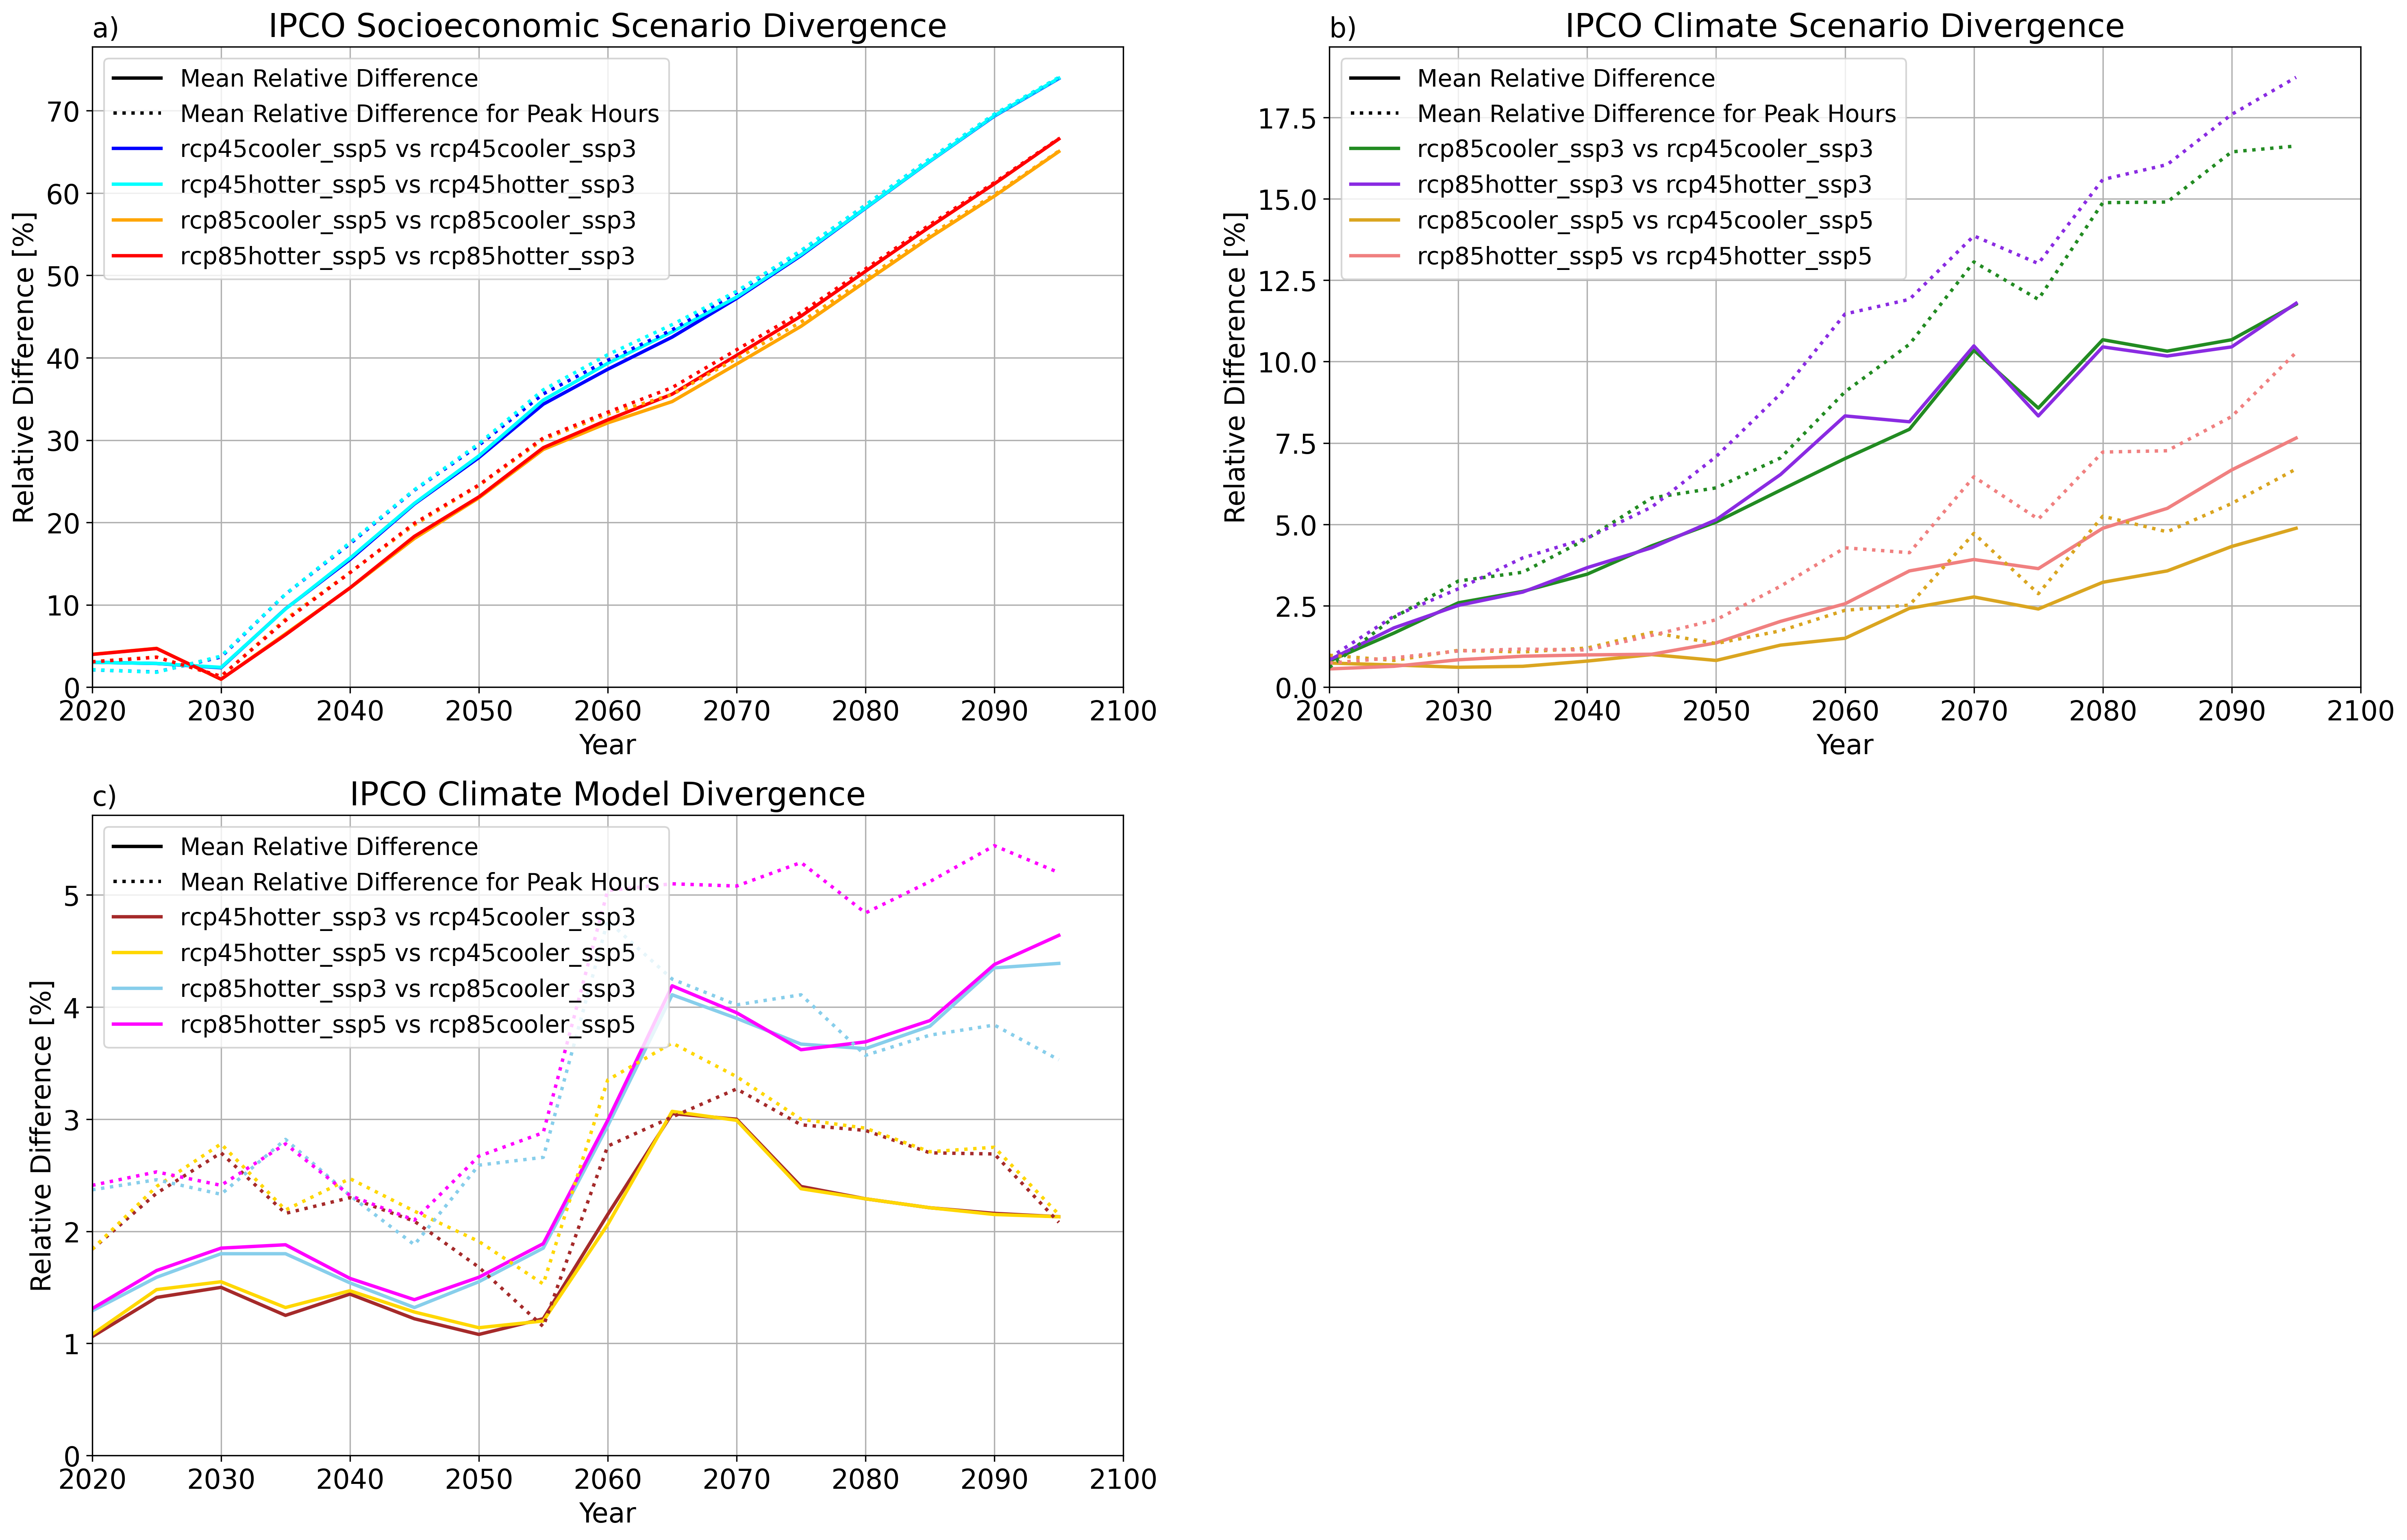 a)
IPCO Socioeconomic Scenario Divergence
Mean Relative Difference
Mean Relative Difference for Peak Hours
rcp45cooler_ssp5 vs rcp45cooler_ssp3
rcp45hotter_ssp5 vs rcp45hotter_ssp3
rcp85cooler_ssp5 vs rcp85cooler_ssp3
rcp85hotter_ssp5 vs rcp85hotter_ssp3
Relative Difference [%]
70
60
50
40
30
20
10
0
2020 2030 2040 2050 2060 2070 2080 2090 2100
Year
b)
IPCO Climate Scenario Divergence
Mean Relative Difference
Mean Relative Difference for Peak Hours
rcp85cooler_ssp3 vs rcp45cooler_ssp3
rcp85hotter_ssp3 vs rcp45hotter_ssp3
rcp85cooler_ssp5 vs rcp45cooler_ssp5
rcp85hotter_ssp5 vs rcp45hotter_ssp5
Relative Difference [%]
17.5
15.0
12.5
10.0
7.5
5.0
2.5
0.0
2020 2030 2040 2050 2060 2070 2080 2090 2100
Year
c)
IPCO Climate Model Divergence
Mean Relative Difference
Mean Relative Difference for Peak Hours
rcp45hotter_ssp3 vs rcp45cooler_ssp3
rcp45hotter_ssp5 vs rcp45cooler_ssp5
rcp85hotter_ssp3 vs rcp85cooler_ssp3
rcp85hotter_ssp5 vs rcp85cooler_ssp5
Relative Difference [%]
5
4
3
2
1
0
2020 2030 2040 2050 2060 2070 2080 2090 2100
Year